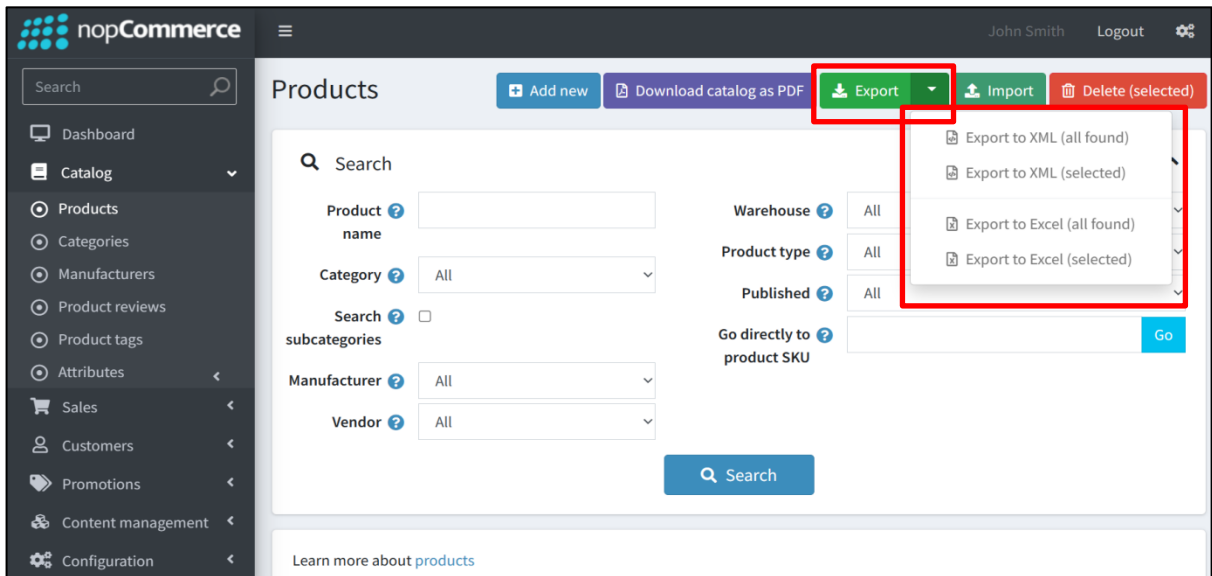 nopCommerce
John Smith
Logout
Search
Products
Add new
Download catalog as PDF
Export
Import
Delete (selected)
Dashboard
Catalog
Products
Categories
Manufacturers
Product reviews
Product tags
Attributes
Sales
Customers
Promotions
Content management
Configuration
Search
Product
name
Category
All
Search
subcategories
Manufacturer
All
Vendor
All
Warehouse
All
Product type
All
Published
All
Go directly to
product SKU
Go
Export to XML (all found)
Export to XML (selected)
Export to Excel (all found)
Export to Excel (selected)
Search
Learn more about products